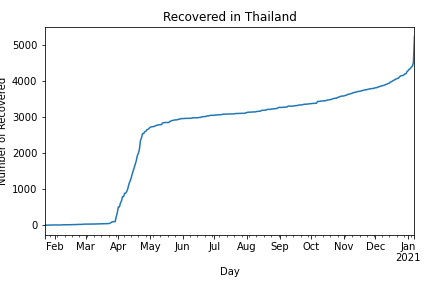 Recovered in Thailand
Number of Recovered
5000
4000
3000
2000
1000
0
Feb Mar Apr May Jun Jul Aug Sep Oct Nov Dec Jan
2021
Day